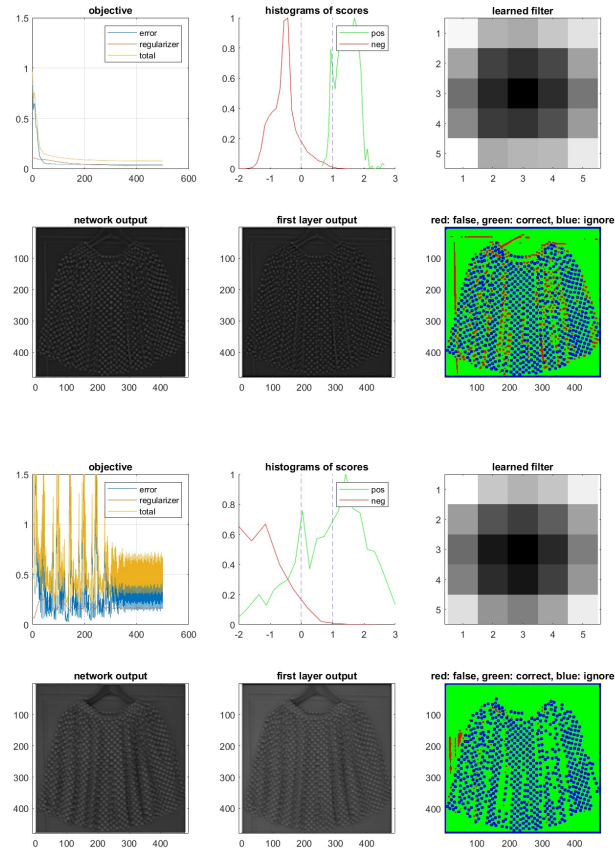 objective
histograms of scores
learned filter
1.5
1
0.5
0
error
regularizer
total
0 200 400 600
1
0.8
0.6
0.4
0.2
0
pos
neg
-2 -1 0 1 2 3
1
2
3
4
5
1 2 3 4 5
network output
first layer output
red: false, green: correct, blue: ignore
100
200
300
400
0 100 200 300 400
100
200
300
400
0 100 200 300 400
100
200
300
400
100 200 300 400
objective
histograms of scores
learned filter
1.5
1
0.5
0
error
regularizer
total
0 200 400 600
1
0.8
0.6
0.4
0.2
0
pos
neg
-2 -1 0 1 2 3
1
2
3
4
5
1 2 3 4 5
network output
first layer output
red: false, green: correct, blue: ignore
0
100
200
300
400
0 100 200 300 400
0
100
200
300
400
0 100 200 300 400
0
100
200
300
400
0 100 200 300 400